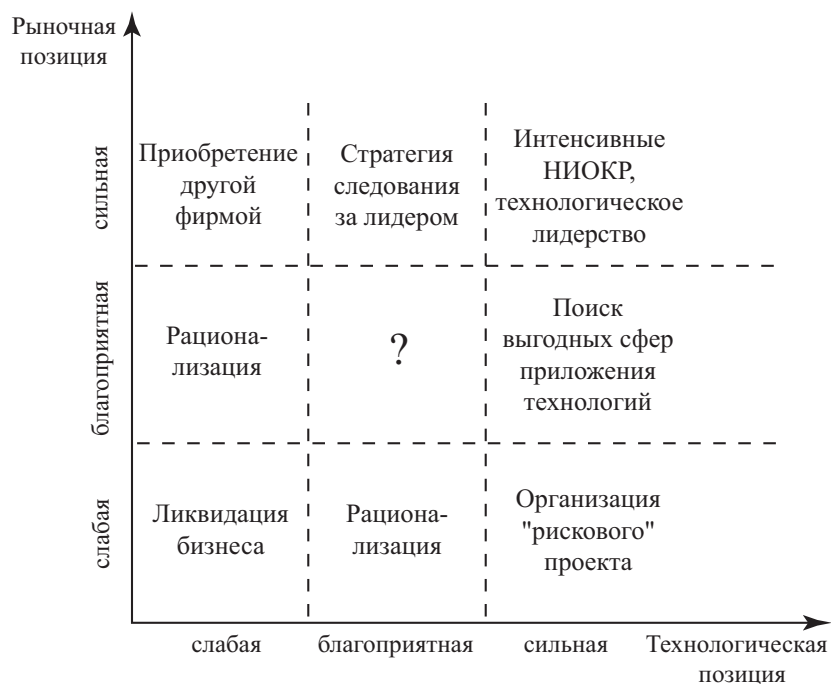 Рыночная
позиция
сильная
Приобретение
другой
фирмой
Стратегия
следования
за лидером
Интенсивные
НИОКР,
технологическое
лидерство
благоприятная
Рациона-
лизация
?
Поиск
выгодных сфер
приложения
технологий
слабая
Ликвидация
бизнеса
Рациона-
лизация
Организация
"рискового"
проекта
слабая
благоприятная
сильная
Технологическая
позиция